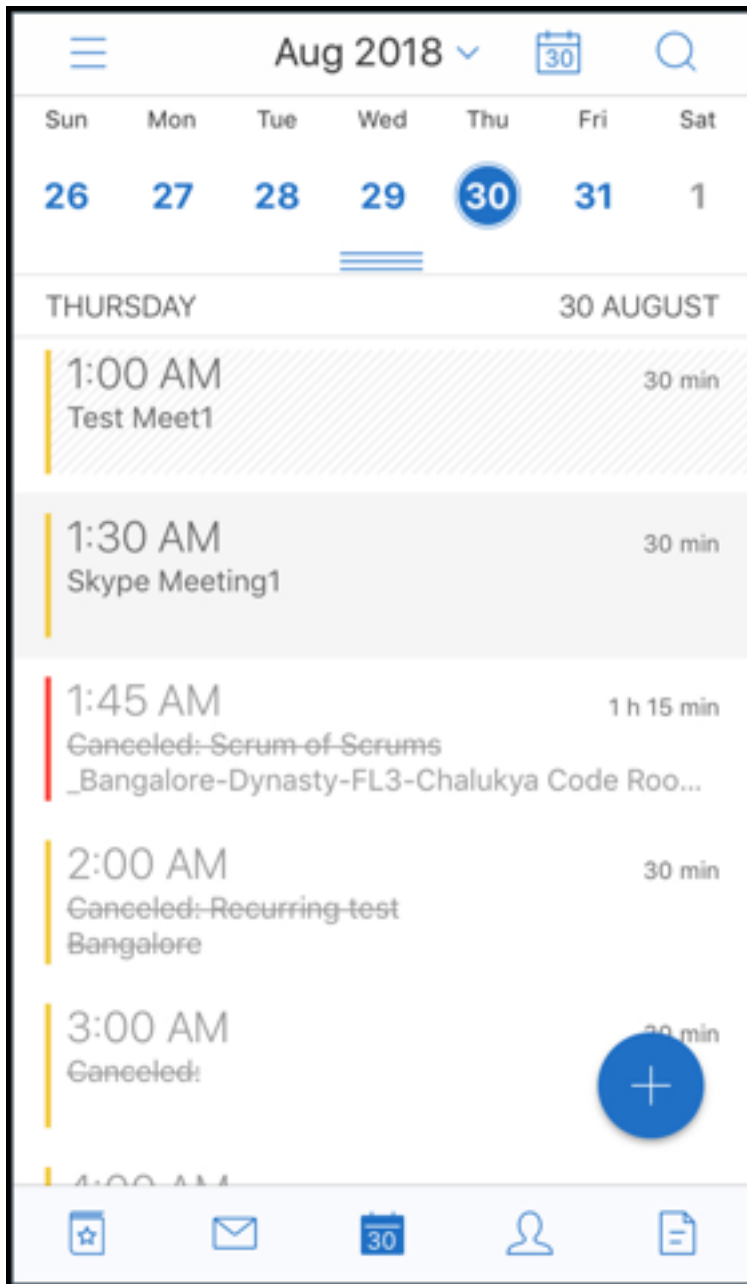 Aug 2018
30
Sun Mon Tue Wed Thu Fri Sat
26 27 28 29 30 31 1
THURSDAY 30 AUGUST
1:00 AM 30 min
Test Meet1
1:30 AM 30 min
Skype Meeting1
1:45 AM 1 h 15 min
Canceled: Scrum of Scrums
_Bangalore-Dynasty-FL3-Chalukya Code Roo...
2:00 AM 30 min
Canceled: Recurring test
Bangalore
3:00 AM min
Canceled:
30